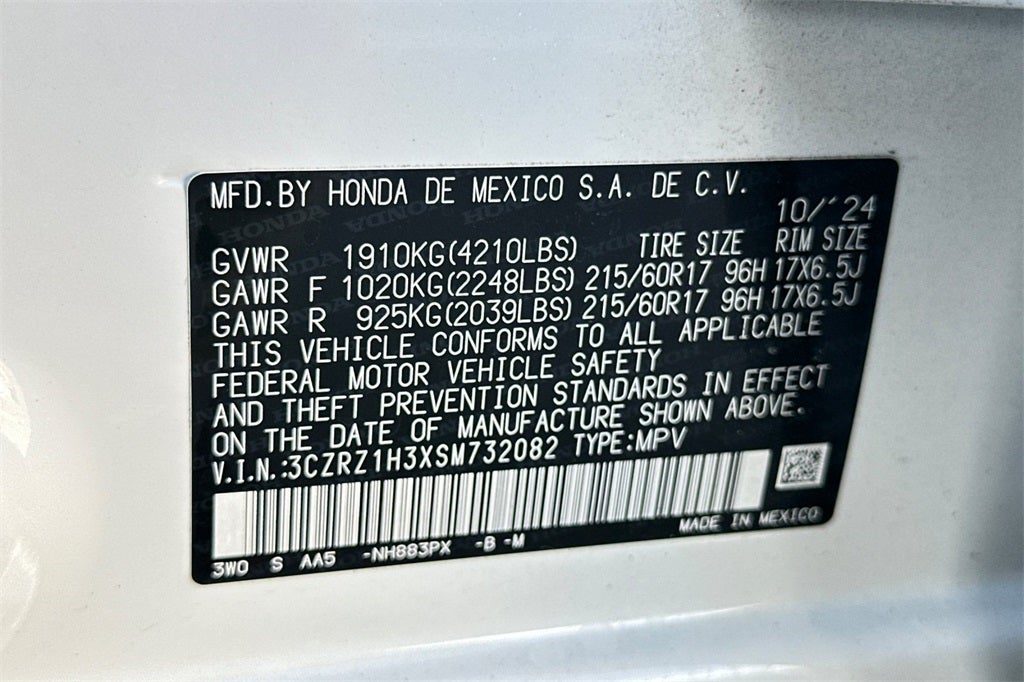 MFD.BY HONDA DE MEXICO S.A. DE C.V.
10/'24
GVWR 1910KG(4210LBS) TIRE SIZE RIM SIZE
GAWR F 1020KG(2248LBS) 215/60R17 96H 17X6.5J
GAWR R 925KG(2039LBS) 215/60R17 96H 17X6.5J
THIS VEHICLE CONFORMS TO ALL APPLICABLE
FEDERAL MOTOR VEHICLE SAFETY
AND THEFT PREVENTION STANDARDS IN EFFECT
ON THE DATE OF MANUFACTURE SHOWN ABOVE.
V.I.N.:3CZRZ1H3XSM732082 TYPE:MPV
MADE IN MEXICO
3W0 S AA5 -NH883PX -B -M